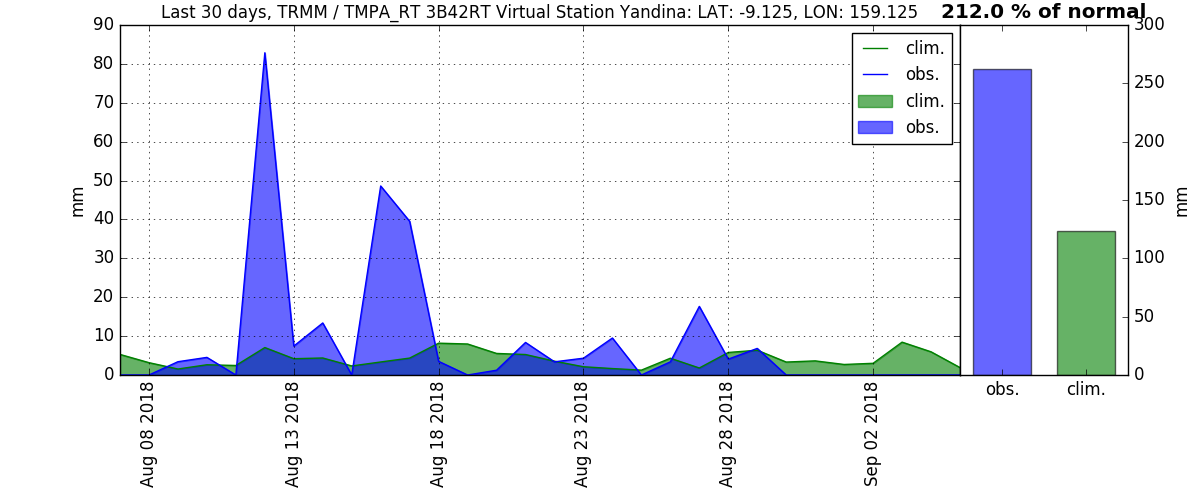 Last 30 days, TRMM / TMPA_RT 3B42RT Virtual Station Yandina: LAT: -9.125, LON: 159.125
212.0 % of normal
90
80
70
60
50
40
30
20
10
0
mm
clim.
obs.
clim.
obs.
300
250
200
150
100
50
0
mm
obs.
clim.
Aug 08 2018
Aug 13 2018
Aug 18 2018
Aug 23 2018
Aug 28 2018
Sep 02 2018